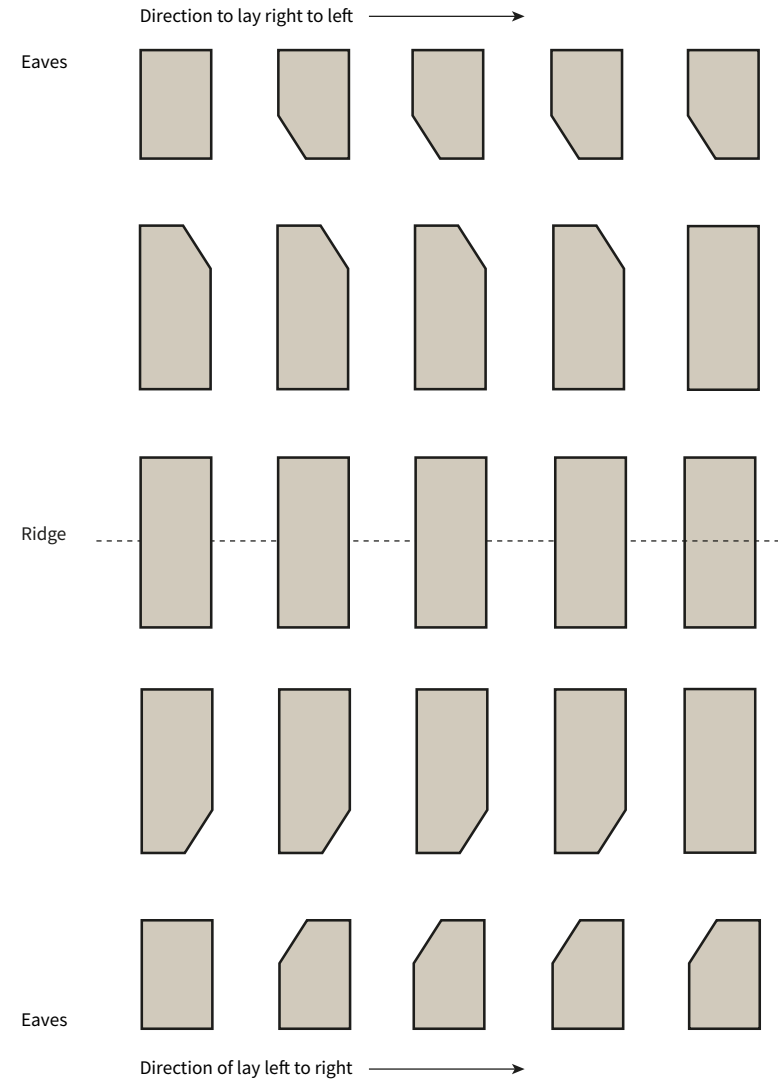 Direction to lay right to left
Eaves
Ridge
Eaves
Direction of lay left to right